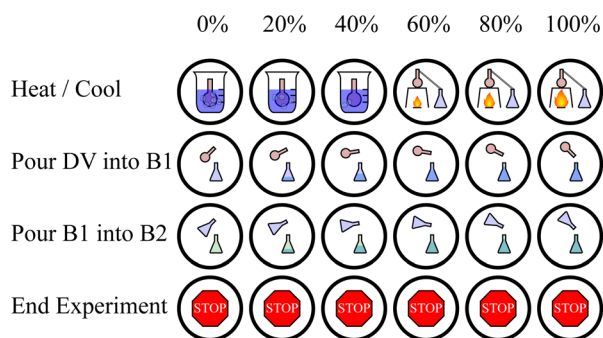 0% 20% 40% 60% 80% 100%
Heat / Cool
Pour DV into B1
Pour B1 into B2
End Experiment STOP STOP STOP STOP STOP STOP